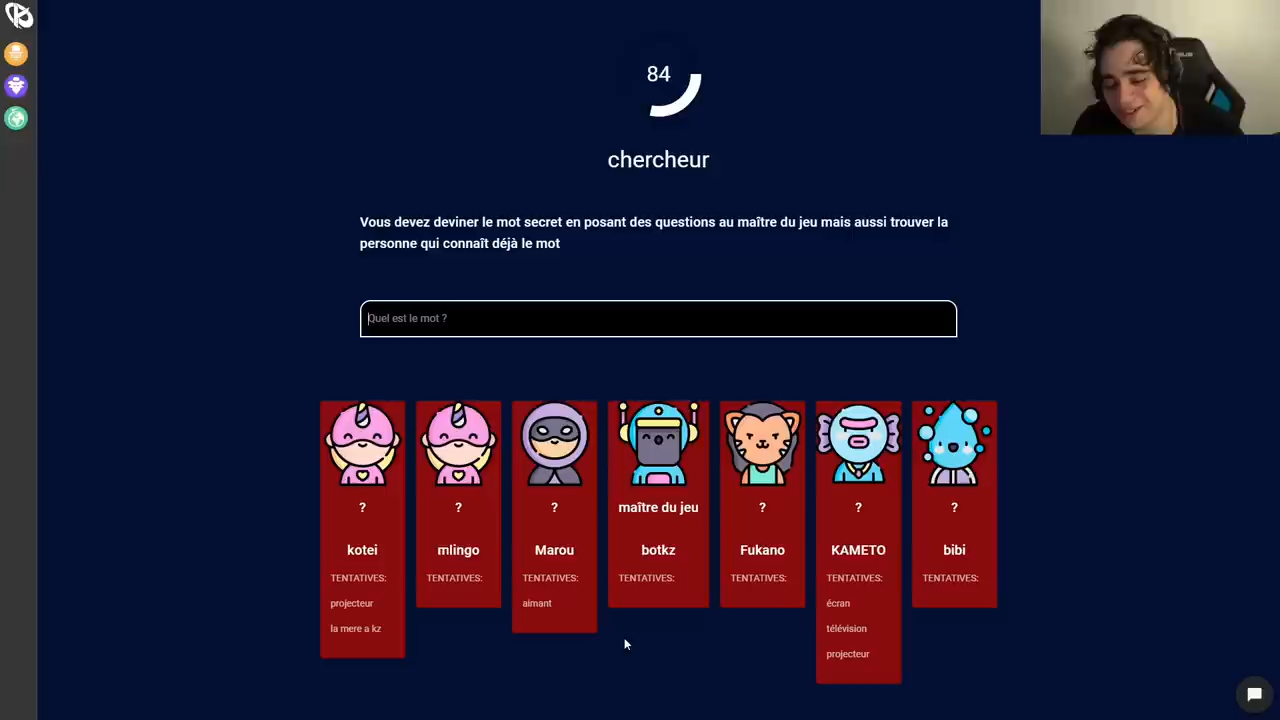 84
chercheur
Vous devez deviner le mot secret en posant des questions au maître du jeu mais aussi trouver la
personne qui connaît déjà le mot
Quel est le mot ?
?
kotei
TENTATIVES:
projecteur
la mere a kz
?
mlingo
TENTATIVES:
?
Marou
TENTATIVES:
aimant
maître du jeu
botkz
TENTATIVES:
?
Fukano
TENTATIVES:
?
KAMETO
TENTATIVES:
écran
télévision
projecteur
?
bibi
TENTATIVES: